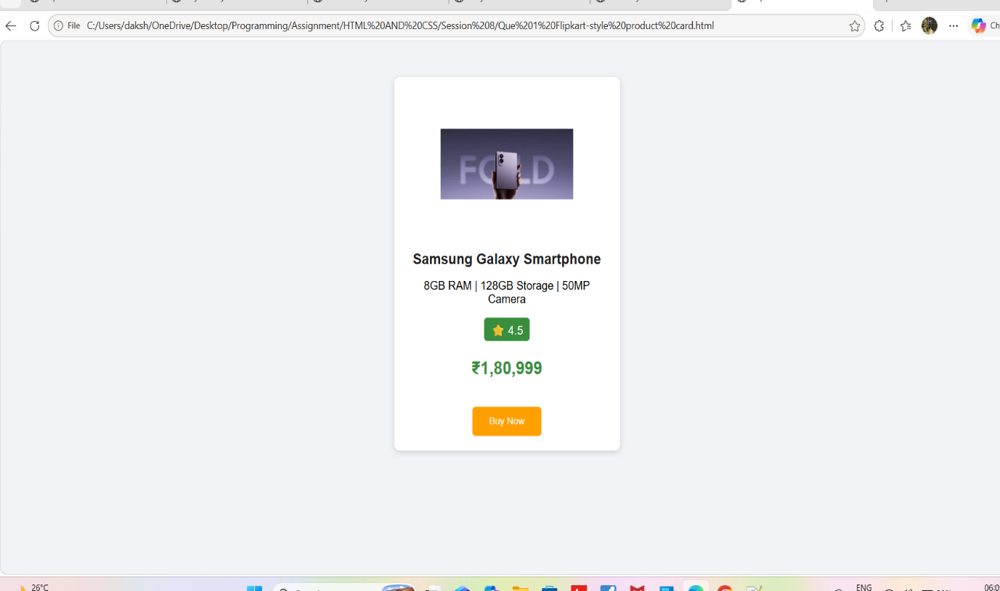 File C:/Users/daksh/OneDrive/Desktop/Programming/Assignment/HTML%20AND%20CSS/Session%208/Que%201%20Flipkart-style%20product%20card.html
FOLD
Samsung Galaxy Smartphone
8GB RAM | 128GB Storage | 50MP
Camera
4.5
₹1,80,999
Buy Now
26°C
ENG